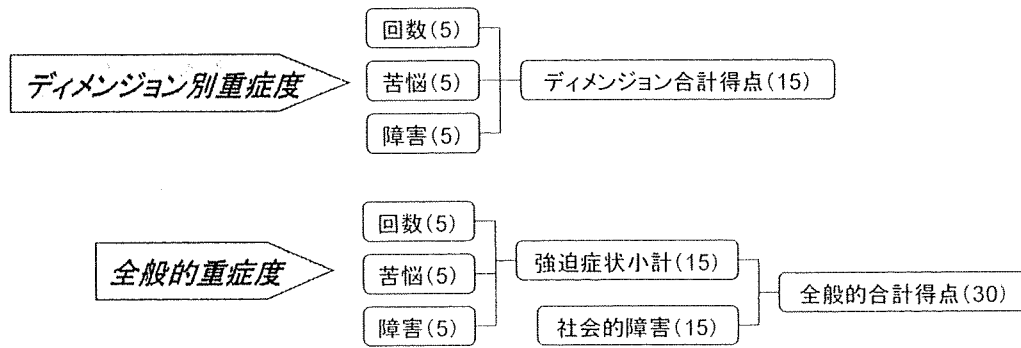 ディメンジョン別重症度
回数(5)
苦悩(5)
障害(5)
ディメンジョン合計得点(15)
全般的重症度
回数(5)
苦悩(5)
障害(5)
強迫症状小計(15)
社会的障害(15)
全般的合計得点(30)